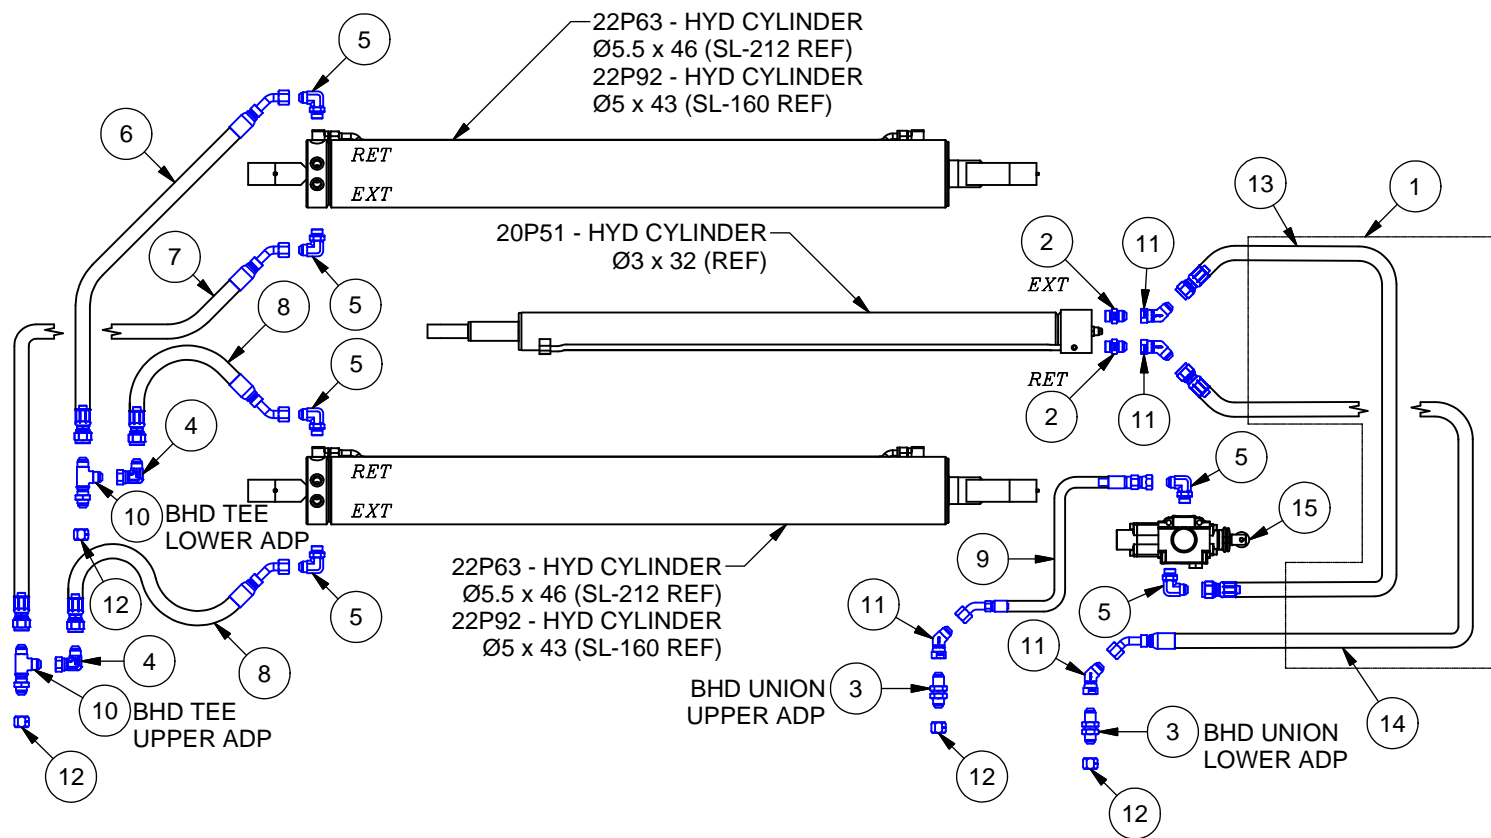 22P63 - HYD CYLINDER
Ø5.5 x 46 (SL-212 REF)
22P92 - HYD CYLINDER
Ø5 x 43 (SL-160 REF)
5
6
RET
EXT
13
1
20P51 - HYD CYLINDER
Ø3 x 32 (REF)
2
11
7
5
8
EXT
5
RET
2
11
4
5
RET
EXT
10
BHD TEE
LOWER ADP
15
9
22P63 - HYD CYLINDER
Ø5.5 x 46 (SL-212 REF)
22P92 - HYD CYLINDER
Ø5 x 43 (SL-160 REF)
12
5
11
5
4
8
11
BHD UNION
UPPER ADP
3
10
BHD TEE
UPPER ADP
3
BHD UNION
LOWER ADP
14
12
12
12